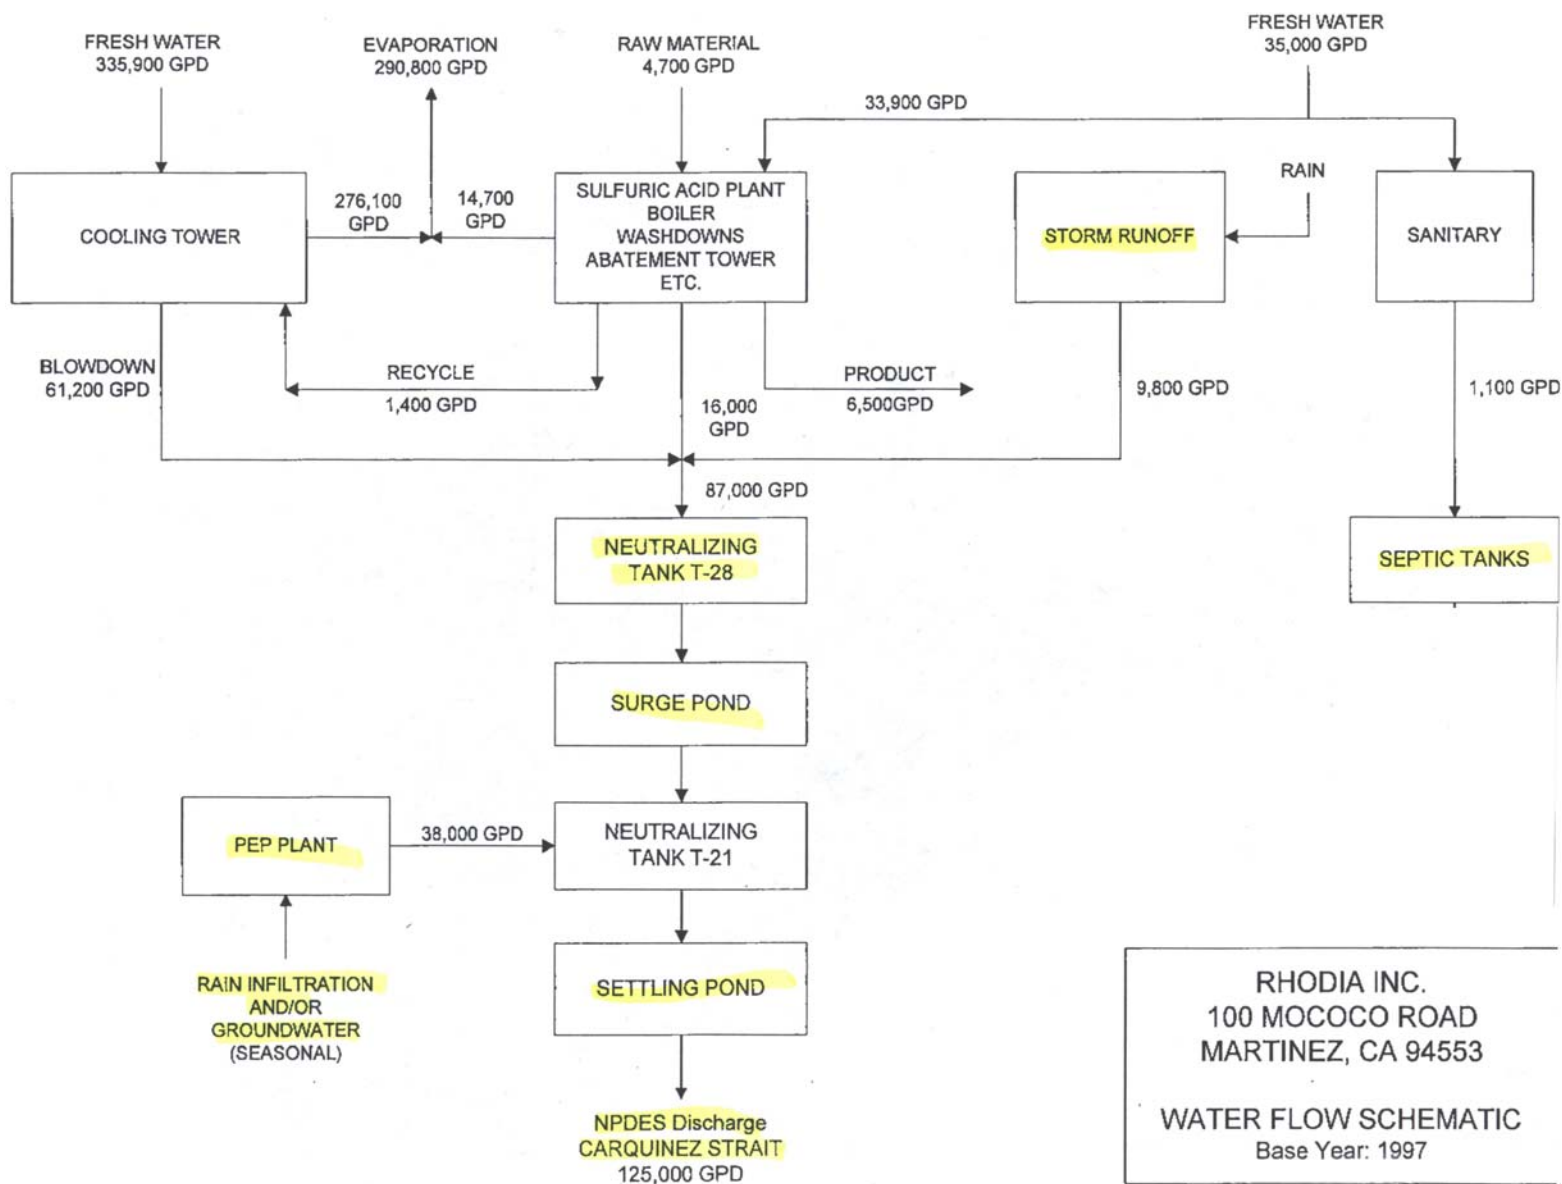 FRESH WATER
335,900 GPD
EVAPORATION
290,800 GPD
RAW MATERIAL
4,700 GPD
FRESH WATER
35,000 GPD
33,900 GPD
COOLING TOWER
276,100
GPD
14,700
GPD
SULFURIC ACID PLANT
BOILER
WASHDOWNS
ABATEMENT TOWER
ETC.
STORM RUNOFF
RAIN
SANITARY
BLOWDOWN
61,200 GPD
RECYCLE
1,400 GPD
16,000
GPD
PRODUCT
6,500GPD
9,800 GPD
1,100 GPD
87,000 GPD
NEUTRALIZING
TANK T-28
SEPTIC TANKS
SURGE POND
PEP PLANT
38,000 GPD
NEUTRALIZING
TANK T-21
RAIN INFILTRATION
AND/OR
GROUNDWATER
(SEASONAL)
SETTLING POND
NPDES Discharge
CARQUINEZ STRAIT
125,000 GPD
RHODIA INC.
100 MOCOCO ROAD
MARTINEZ, CA 94553
WATER FLOW SCHEMATIC
Base Year: 1997